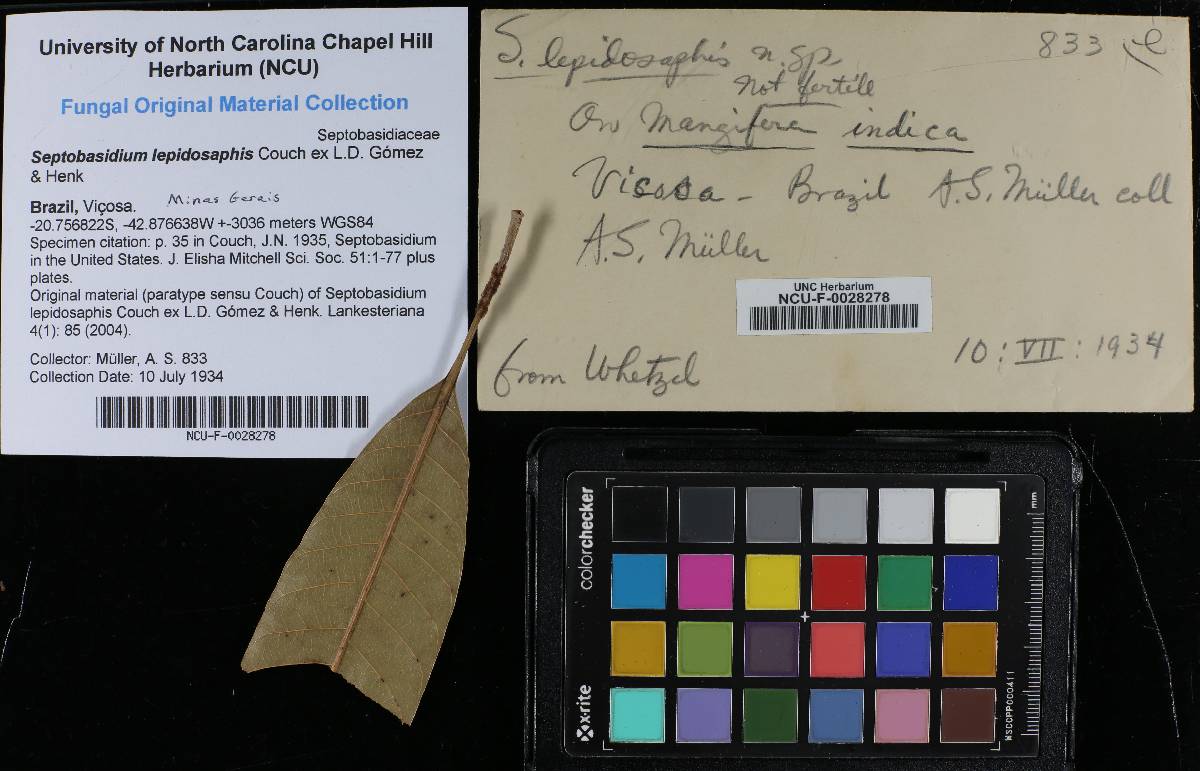 University of North Carolina Chapel Hill
Herbarium (NCU)
Fungal Original Material Collection
Septobasidiaceae
Septobasidium lepidosaphis Couch ex L.D. Gómez
& Henk
Brazil, Viçosa. Minas Gerais
-20.756822S, -42.876638W +-3036 meters WGS84
Specimen citation: p. 35 in Couch, J.N. 1935, Septobasidium
in the United States. J. Elisha Mitchell Sci. Soc. 51:1-77 plus
plates.
Original material (paratype sensu Couch) of Septobasidium
lepidosaphis Couch ex L.D. Gómez & Henk. Lankesteriana
4(1): 85 (2004).
Collector: Müller, A. S. 833
Collection Date: 10 July 1934
NCU-F-0028278
S. lepidosaphis n. sp. 833
Not fertile
On Mangifera indica
Vicosa - Brazil A.S. Müller coll
A.S. Müller
UNC Herbarium
NCU-F-0028278
from Whetzel 10 : VII : 1934
colorchecker
x-rite
mm
MSCCPP000411